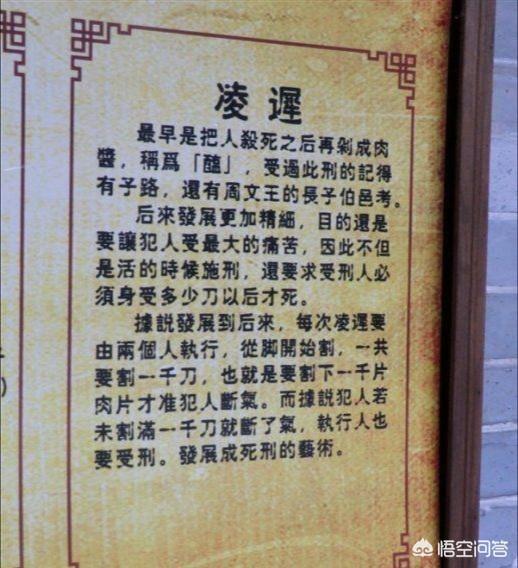 凌遲
最早是把人殺死之后再剁成肉
醬，稱爲「醢」，受過此刑的記得
有子路，還有周文王的長子伯邑考。
后來發展更加精細，目的還是
要讓犯人受最大的痛苦，因此不但
是活的時候施刑，還要求受刑人必
須身受多少刀以后才死。
據説發展到后來，每次凌遲要
由兩個人執行，從脚開始割，一共
要割一千刀，也就是要割下一千片
肉片才准犯人斷氣。而據説犯人若
未割滿一千刀就斷了氣，執行人也
要受刑。發展成死刑的藝術。
)
悟空问答